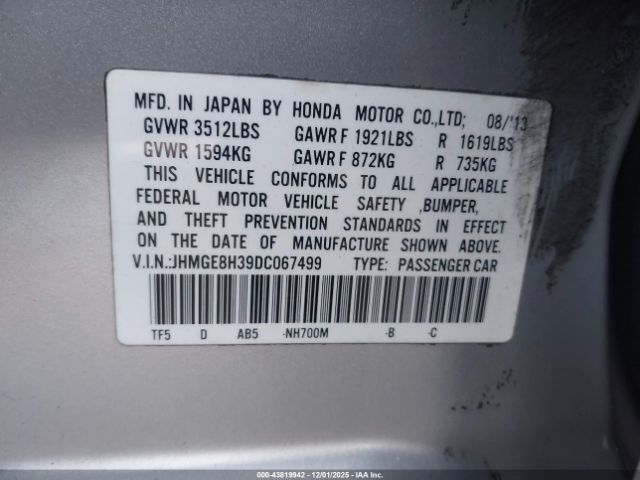 MFD. IN JAPAN BY HONDA MOTOR CO.,LTD; 08/'13
GVWR 3512LBS GAWR F 1921LBS R 1619LBS
GVWR 1594KG GAWR F 872KG R 735KG
THIS VEHICLE CONFORMS TO ALL APPLICABLE
FEDERAL MOTOR VEHICLE SAFETY ,BUMPER,
AND THEFT PREVENTION STANDARDS IN EFFECT
ON THE DATE OF MANUFACTURE SHOWN ABOVE.
V.I.N.:JHMGE8H39DC067499 TYPE: PASSENGER CAR
TF5 D AB5 -NH700M -B -C
000-43819942 | 12/01/2025 - IAA Inc.